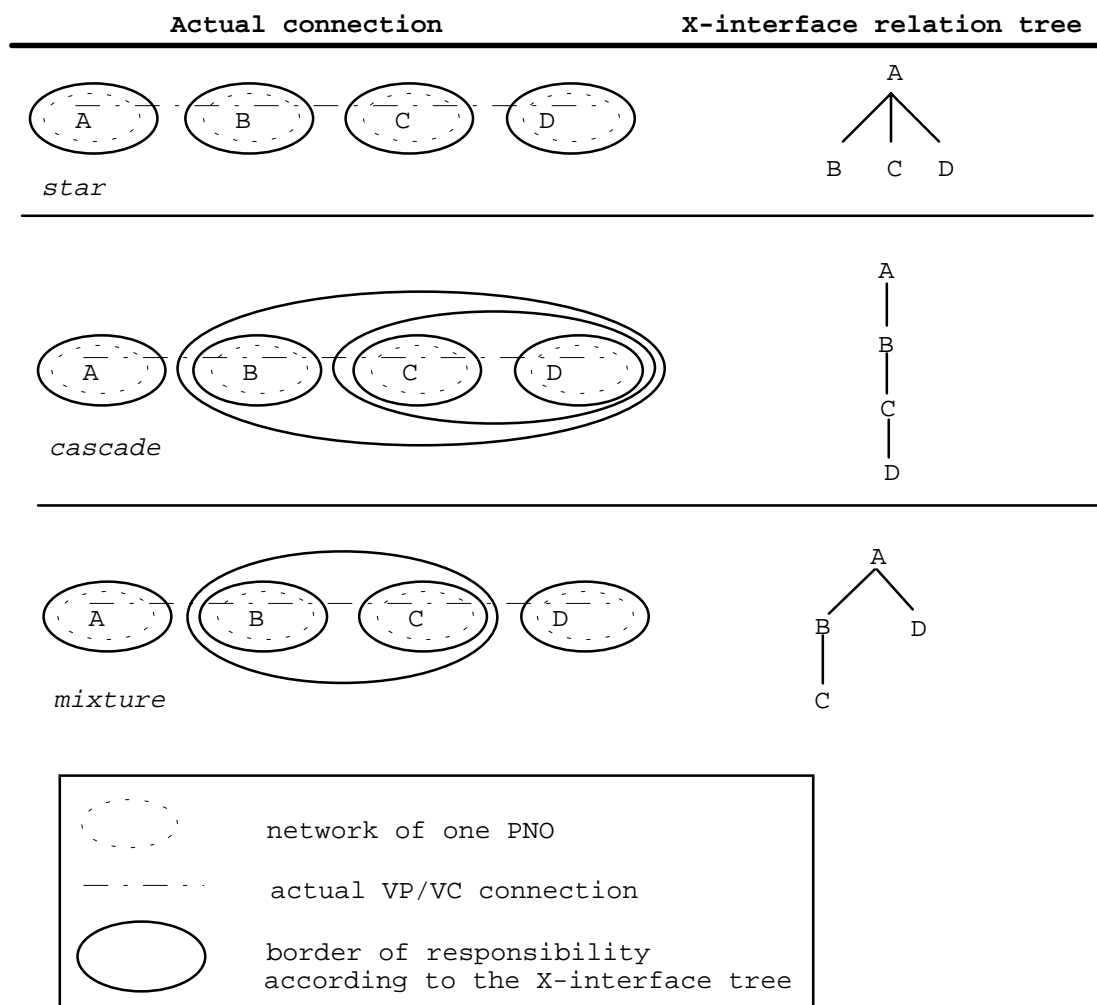 Actual connection X-interface relation tree
A
A B C D
B C D
star
A
B
A B C D
C
cascade
D
A
A B C D
B D
mixture
C
network of one PNO
actual VP/VC connection
border of responsibility
according to the X-interface tree